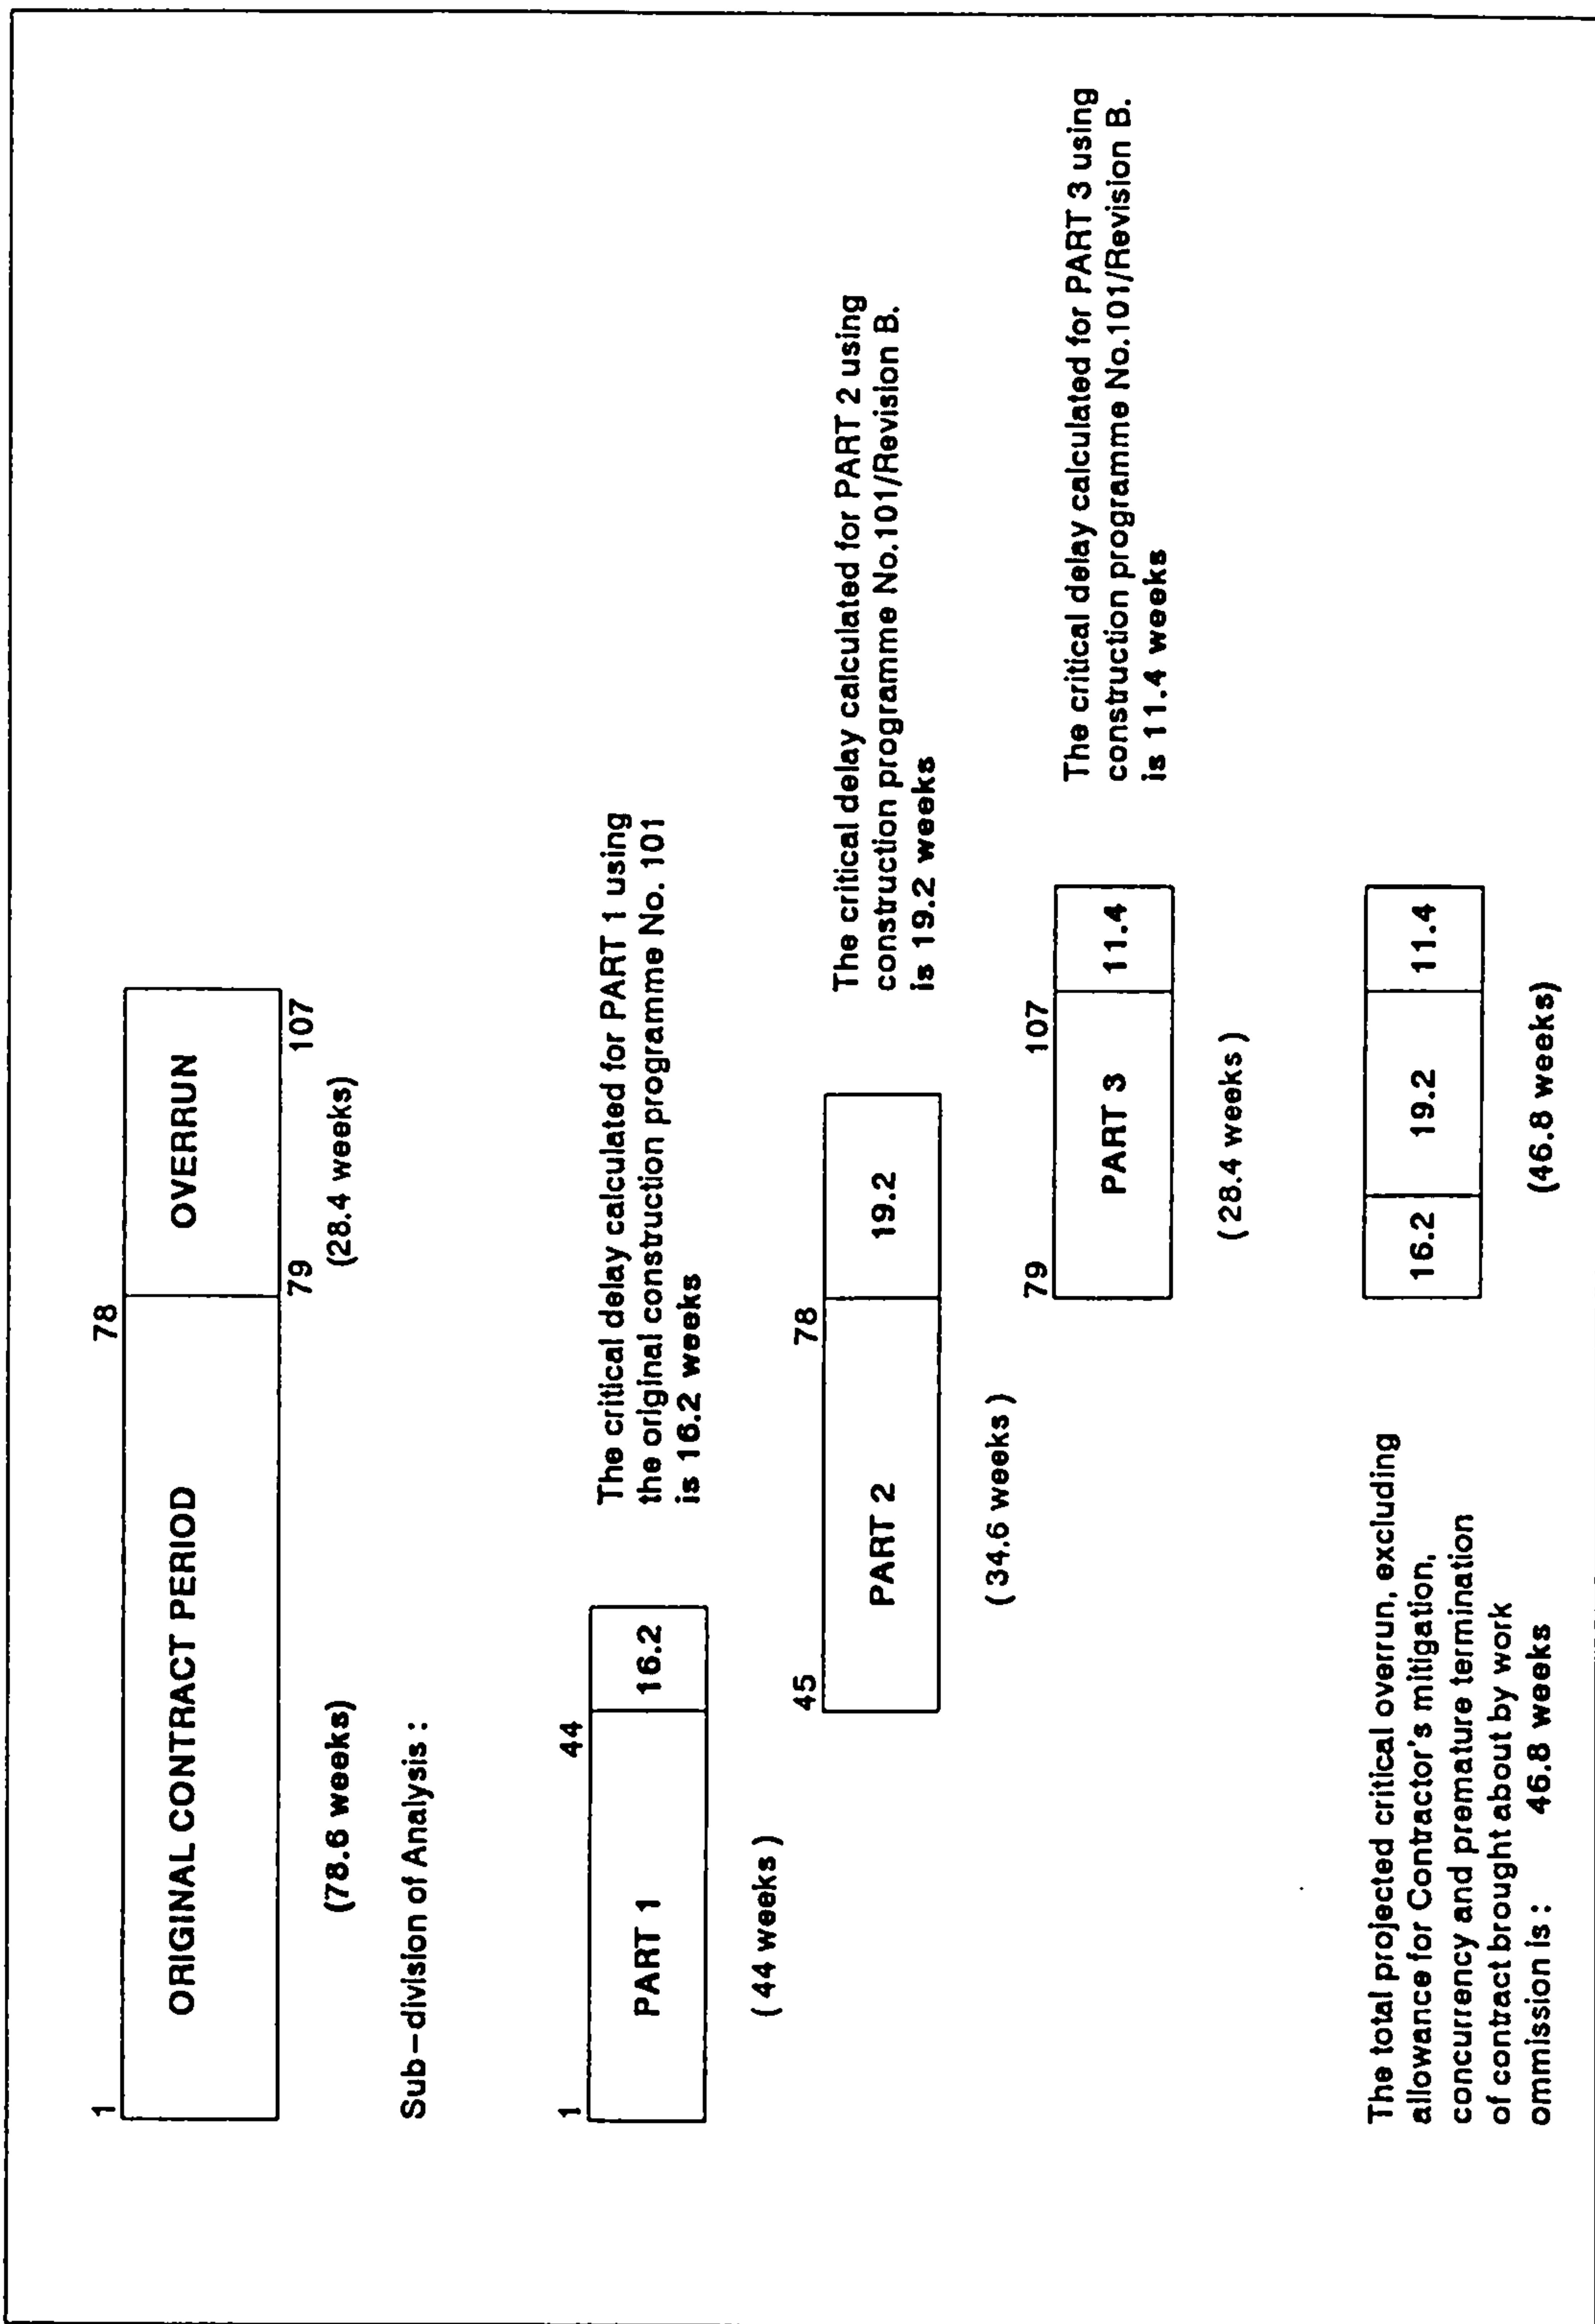 1
78
ORIGINAL CONTRACT PERIOD
OVERRUN
79
107
(78.6 weeks)
(28.4 weeks)
Sub-division of Analysis :
1
44
PART 1
16.2
(44 weeks)
The critical delay calculated for PART 1 using
the original construction programme No. 101
is 16.2 weeks
45
78
PART 2
19.2
(34.6 weeks)
The critical delay calculated for PART 2 using
construction programme No.101/Revision B.
is 19.2 weeks
79
107
PART 3
11.4
(28.4 weeks)
The critical delay calculated for PART 3 using
construction programme No.101/Revision B.
is 11.4 weeks
The total projected critical overrun, excluding
allowance for Contractor's mitigation,
concurrency and premature termination
of contract brought about by work
ommission is : 46.8 weeks
16.2
19.2
11.4
(46.8 weeks)